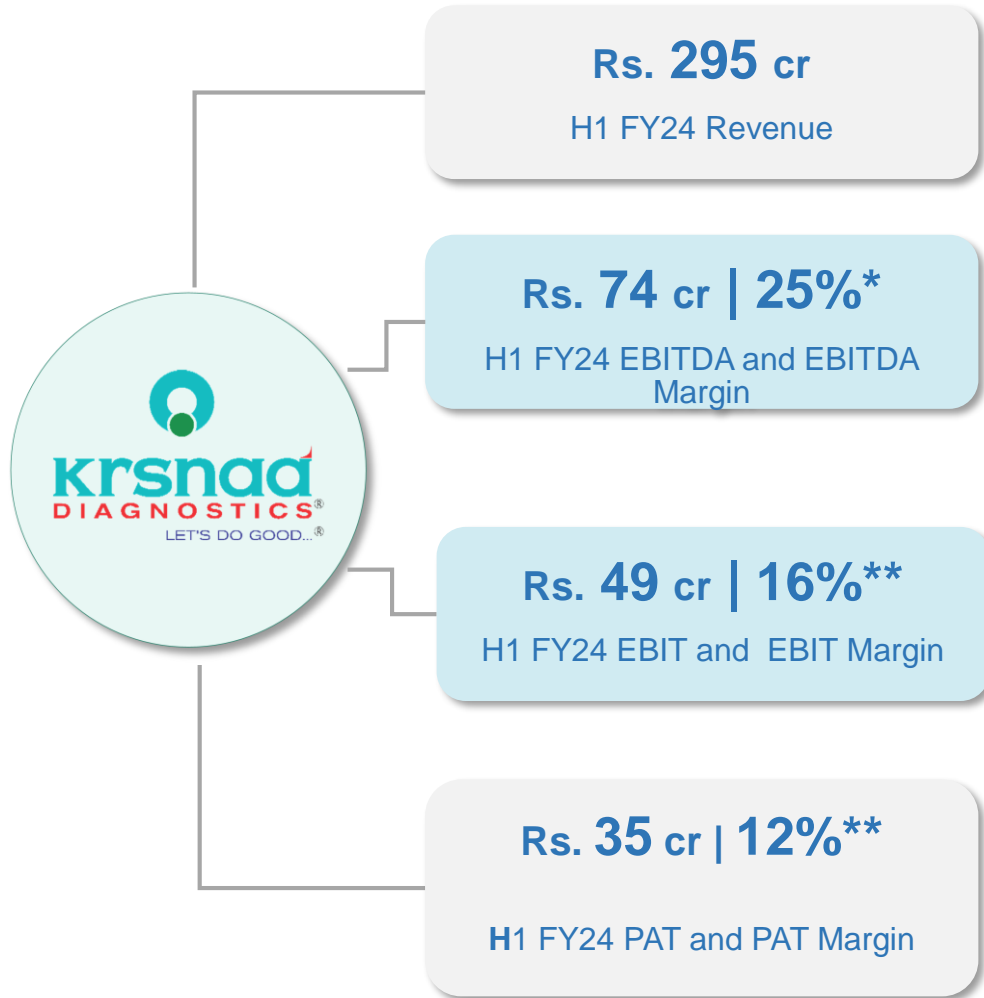 Rs. 295 cr
H1 FY24 Revenue
Rs. 74 cr | 25%*
H1 FY24 EBITDA and EBITDA
Margin
krsnaa
DIAGNOSTICS®
LET'S DO GOOD...®
Rs. 49 cr | 16%**
H1 FY24 EBIT and EBIT Margin
Rs. 35 cr | 12%**
H1 FY24 PAT and PAT Margin